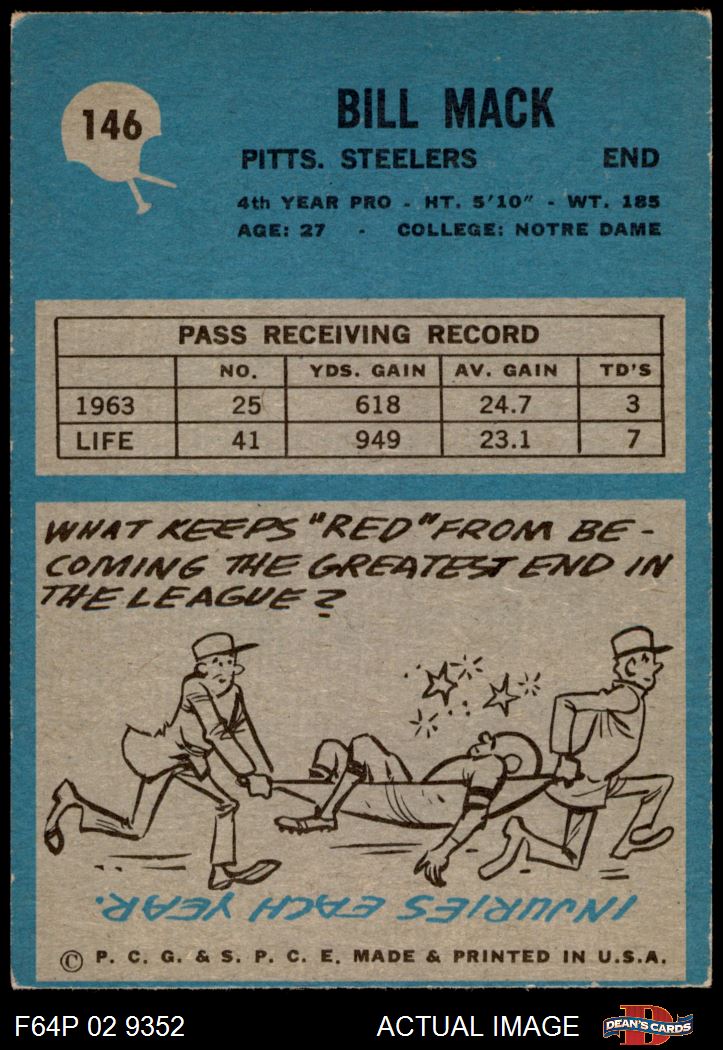 146
BILL MACK
PITTS. STEELERS END
4th YEAR PRO - HT. 5'10" - WT. 185
AGE: 27 - COLLEGE: NOTRE DAME
PASS RECEIVING RECORD
NO. YDS. GAIN AV. GAIN TD'S
1963 25 618 24.7 3
LIFE 41 949 23.1 7
WHAT KEEPS "RED" FROM BE-
COMING THE GREATEST END IN
THE LEAGUE?
INJURIES EACH YEAR.
© P. C. G. & S. P. C. E. MADE & PRINTED IN U.S.A.
F64P 02 9352 ACTUAL IMAGE D DEAN'S CARDS